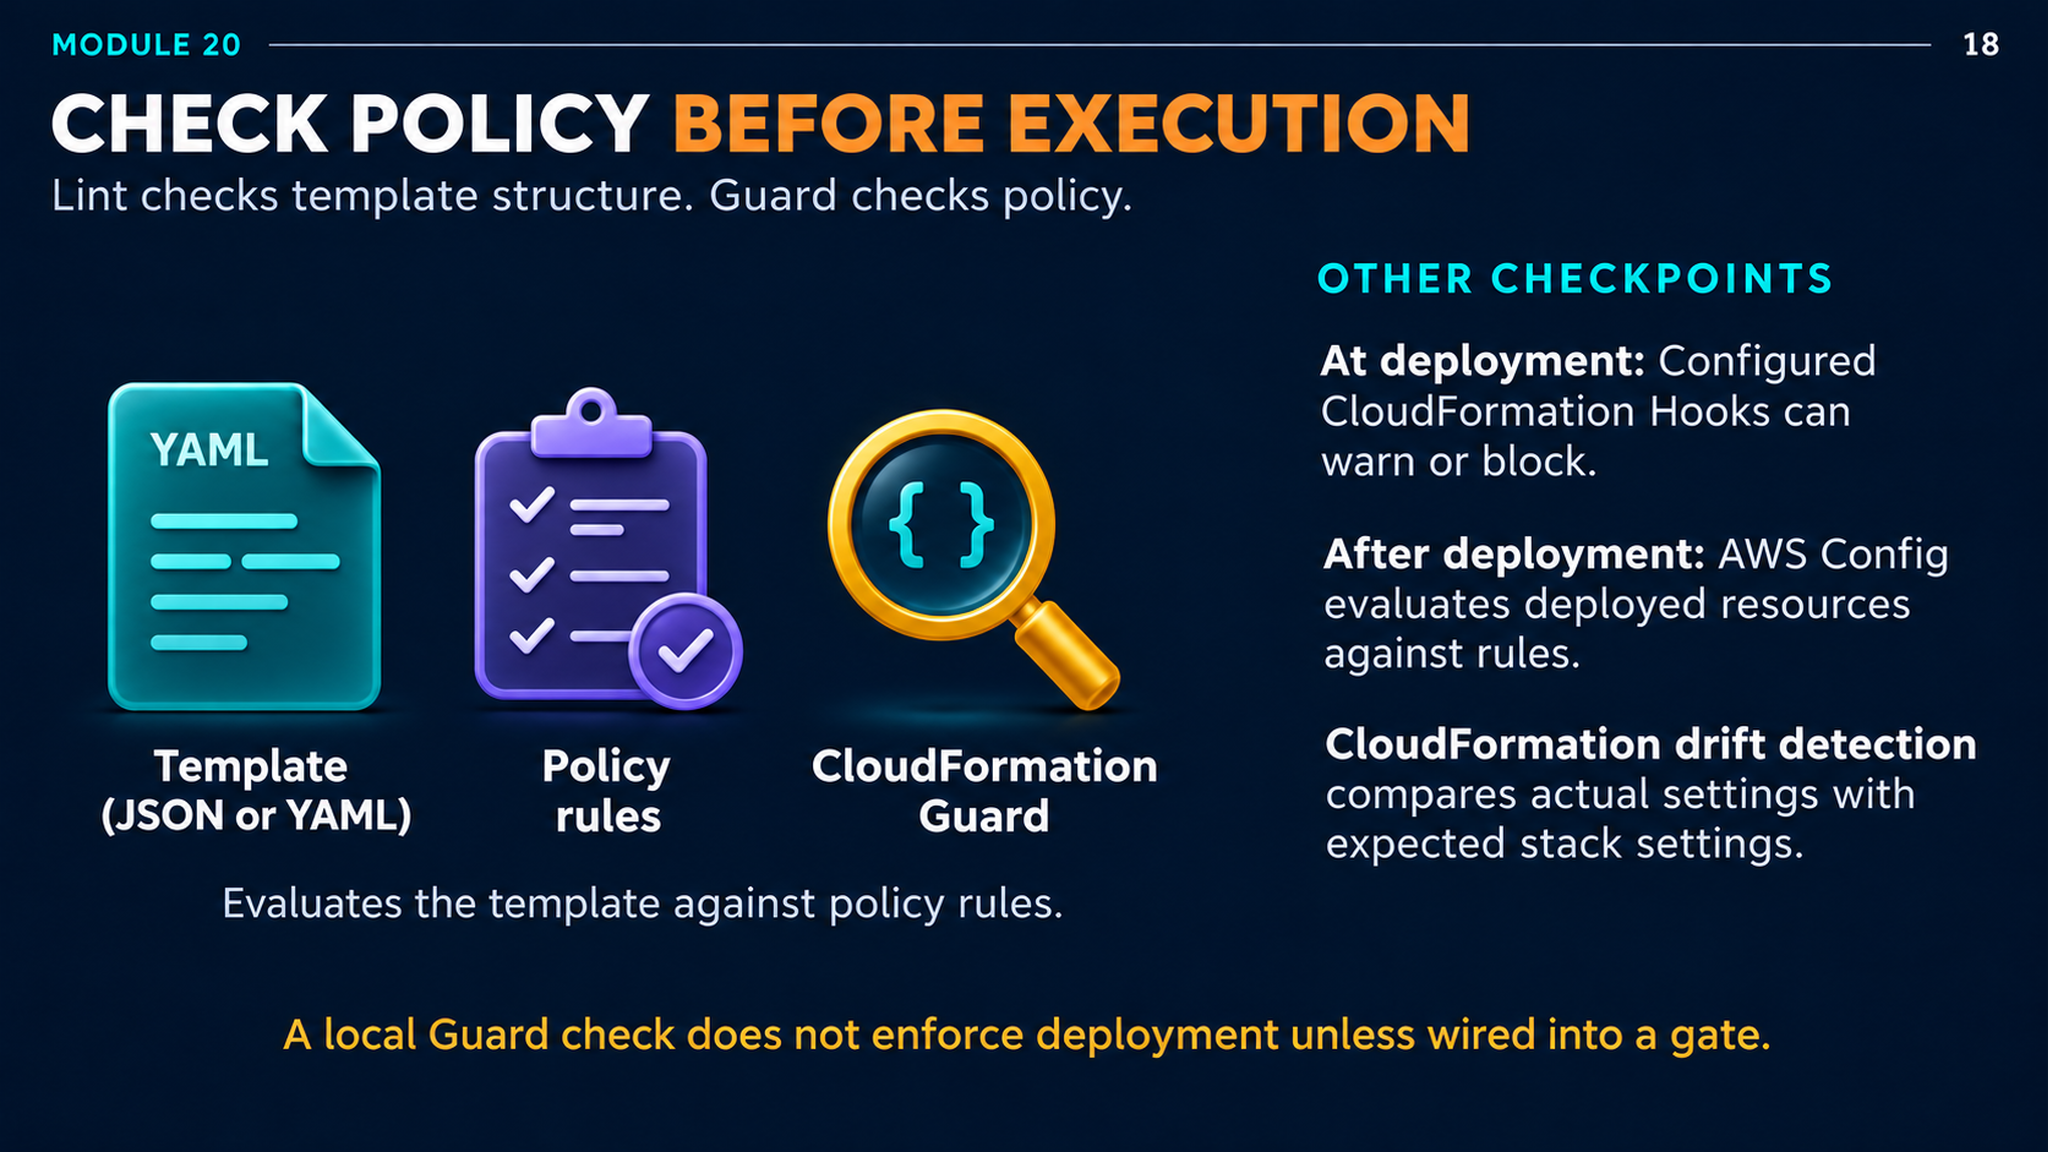 MODULE 20
18
CHECK POLICY BEFORE EXECUTION
Lint checks template structure. Guard checks policy.
YAML
{ }
Template
(JSON or YAML)
Policy
rules
CloudFormation
Guard
Evaluates the template against policy rules.
OTHER CHECKPOINTS
At deployment: Configured
CloudFormation Hooks can
warn or block.
After deployment: AWS Config
evaluates deployed resources
against rules.
CloudFormation drift detection
compares actual settings with
expected stack settings.
A local Guard check does not enforce deployment unless wired into a gate.